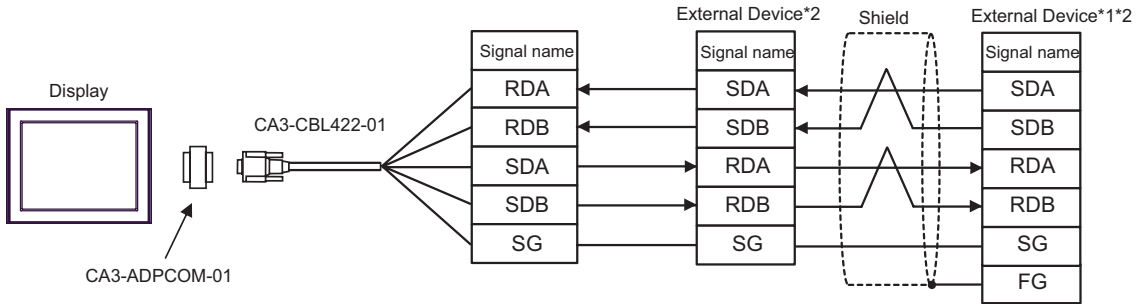 External Device*2
Shield
External Device*1*2
Display
CA3-CBL422-01
CA3-ADPCOM-01
Signal name
RDA
RDB
SDA
SDB
SG
Signal name
SDA
SDB
RDA
RDB
SG
Signal name
SDA
SDB
RDA
RDB
SG
FG